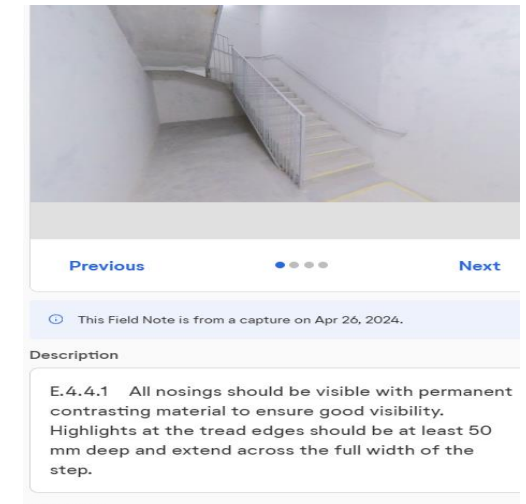 Previous
Next
This Field Note is from a capture on Apr 26, 2024.
Description
E.4.4.1 All nosings should be visible with permanent
contrasting material to ensure good visibility.
Highlights at the tread edges should be at least 50
mm deep and extend across the full width of the
step.